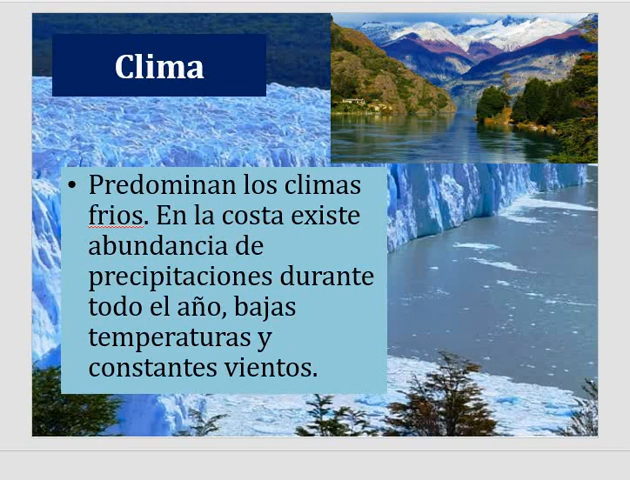 Clima
• Predominan los climas
frios. En la costa existe
abundancia de
precipitaciones durante
todo el año, bajas
temperaturas y
constantes vientos.